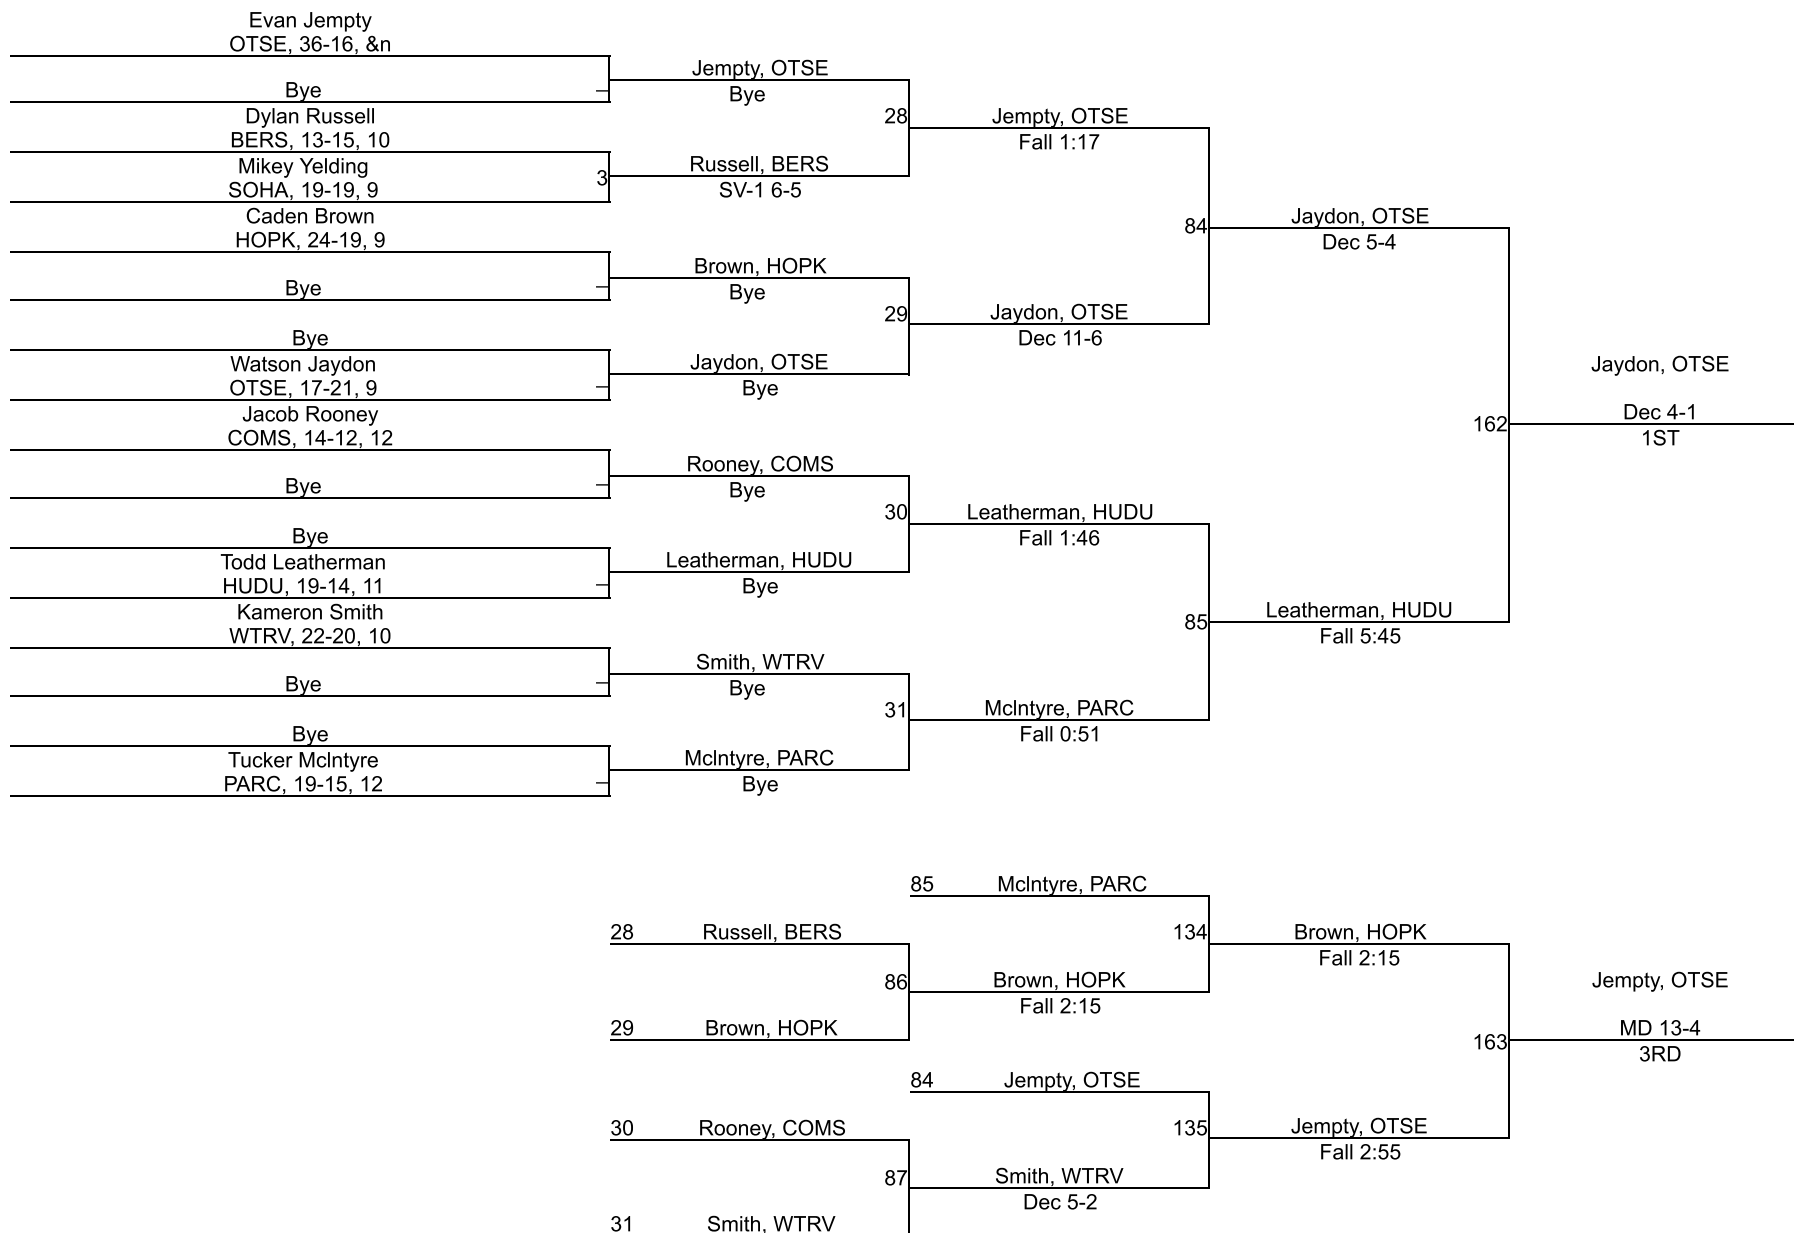 Evan Jempty
OTSE, 36-16, &n
Bye
Dylan Russell
BERS, 13-15, 10
Mikey Yelding
SOHA, 19-19, 9
3
Caden Brown
HOPK, 24-19, 9
Bye
Bye
Watson Jaydon
OTSE, 17-21, 9
Jacob Rooney
COMS, 14-12, 12
Bye
Bye
Todd Leatherman
HUDU, 19-14, 11
Kameron Smith
WTRV, 22-20, 10
Bye
Bye
Tucker McIntyre
PARC, 19-15, 12
Jempty, OTSE
Bye
28
Russell, BERS
SV-1 6-5
Brown, HOPK
Bye
29
Jaydon, OTSE
Bye
Rooney, COMS
Bye
30
Leatherman, HUDU
Bye
Smith, WTRV
Bye
31
McIntyre, PARC
Bye
Jempty, OTSE
Fall 1:17
84
Jaydon, OTSE
Dec 11-6
Leatherman, HUDU
Fall 1:46
85
McIntyre, PARC
Fall 0:51
Jaydon, OTSE
Dec 5-4
162
Leatherman, HUDU
Fall 5:45
Jaydon, OTSE
Dec 4-1
1ST
85 McIntyre, PARC
28 Russell, BERS
134
86
Brown, HOPK
Fall 2:15
29 Brown, HOPK
Brown, HOPK
Fall 2:15
84 Jempty, OTSE
30 Rooney, COMS
135
87
Smith, WTRV
Dec 5-2
31 Smith, WTRV
Jempty, OTSE
Fall 2:55
163
Jempty, OTSE
MD 13-4
3RD